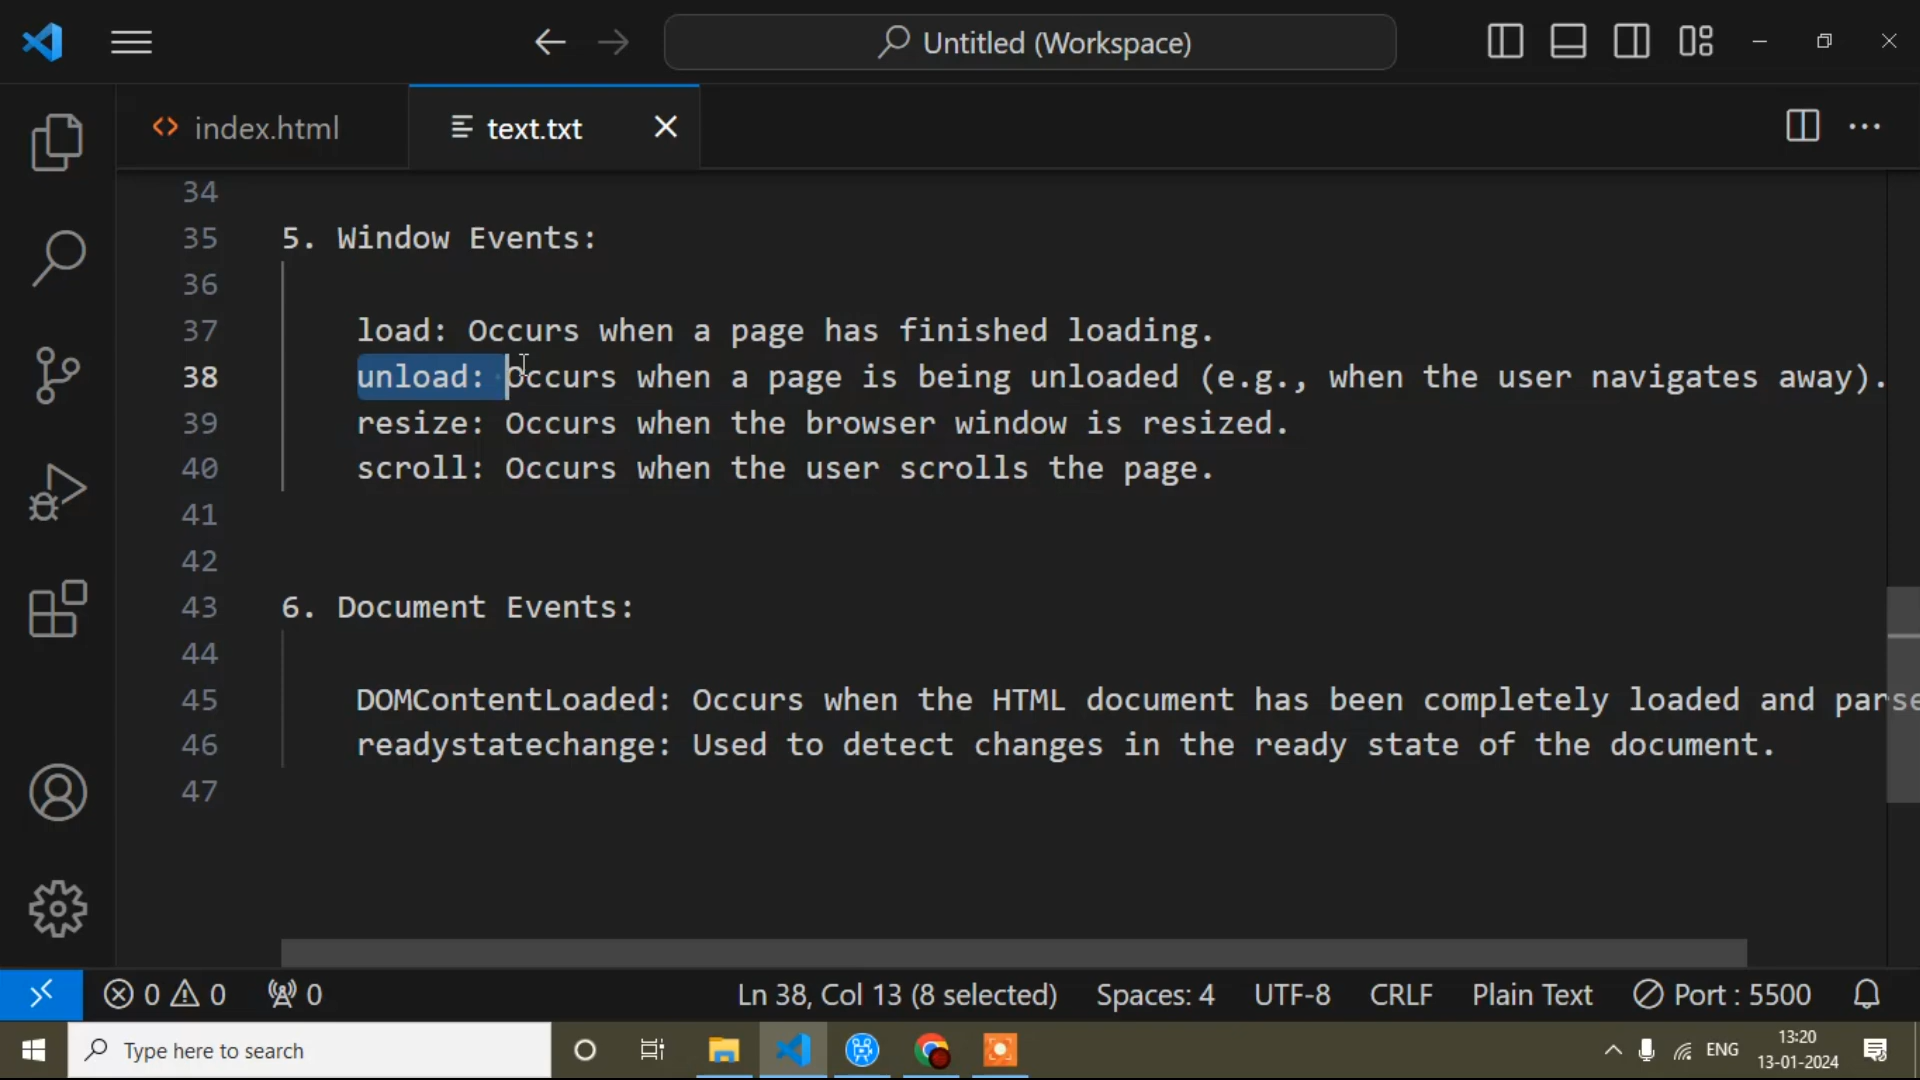 Untitled (Workspace)
index.html
text.txt
34
35 5. Window Events:
36
37 load: Occurs when a page has finished loading.
38 unload: Occurs when a page is being unloaded (e.g., when the user navigates away).
39 resize: Occurs when the browser window is resized.
40 scroll: Occurs when the user scrolls the page.
41
42
43 6. Document Events:
44
45 DOMContentLoaded: Occurs when the HTML document has been completely loaded and parse
46 readystatechange: Used to detect changes in the ready state of the document.
47
0 0 0 Ln 38, Col 13 (8 selected) Spaces: 4 UTF-8 CRLF Plain Text Port : 5500
Type here to search
ENG
13:20
13-01-2024